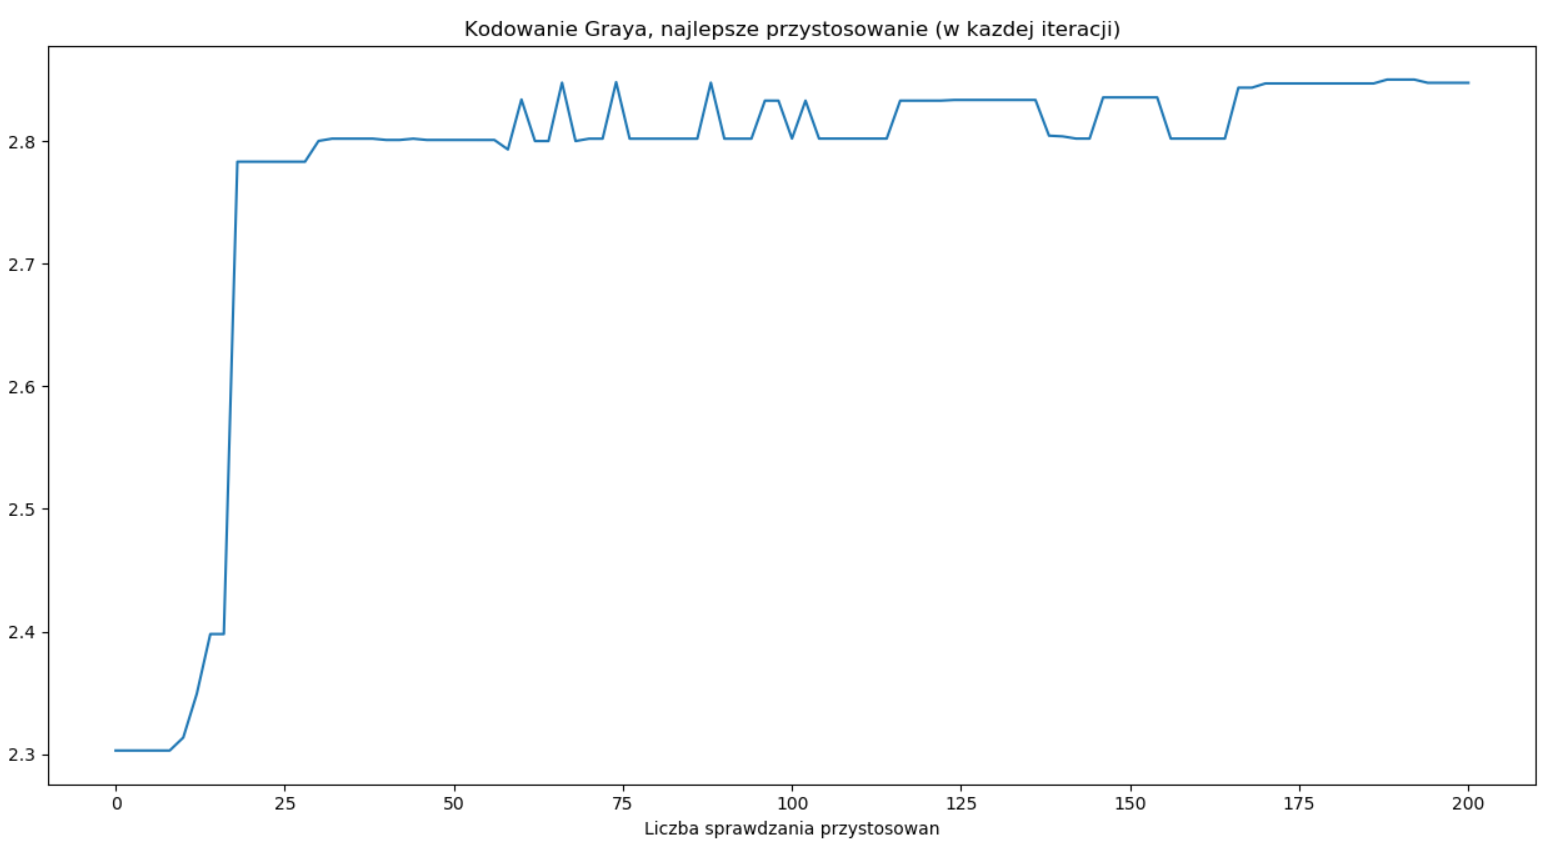 Kodowanie Graya, najlepsze przystosowanie (w kazdej iteracji)
2.8
2.7
2.6
2.5
2.4
2.3
0 25 50 75 100 125 150 175 200
Liczba sprawdzania przystosowan